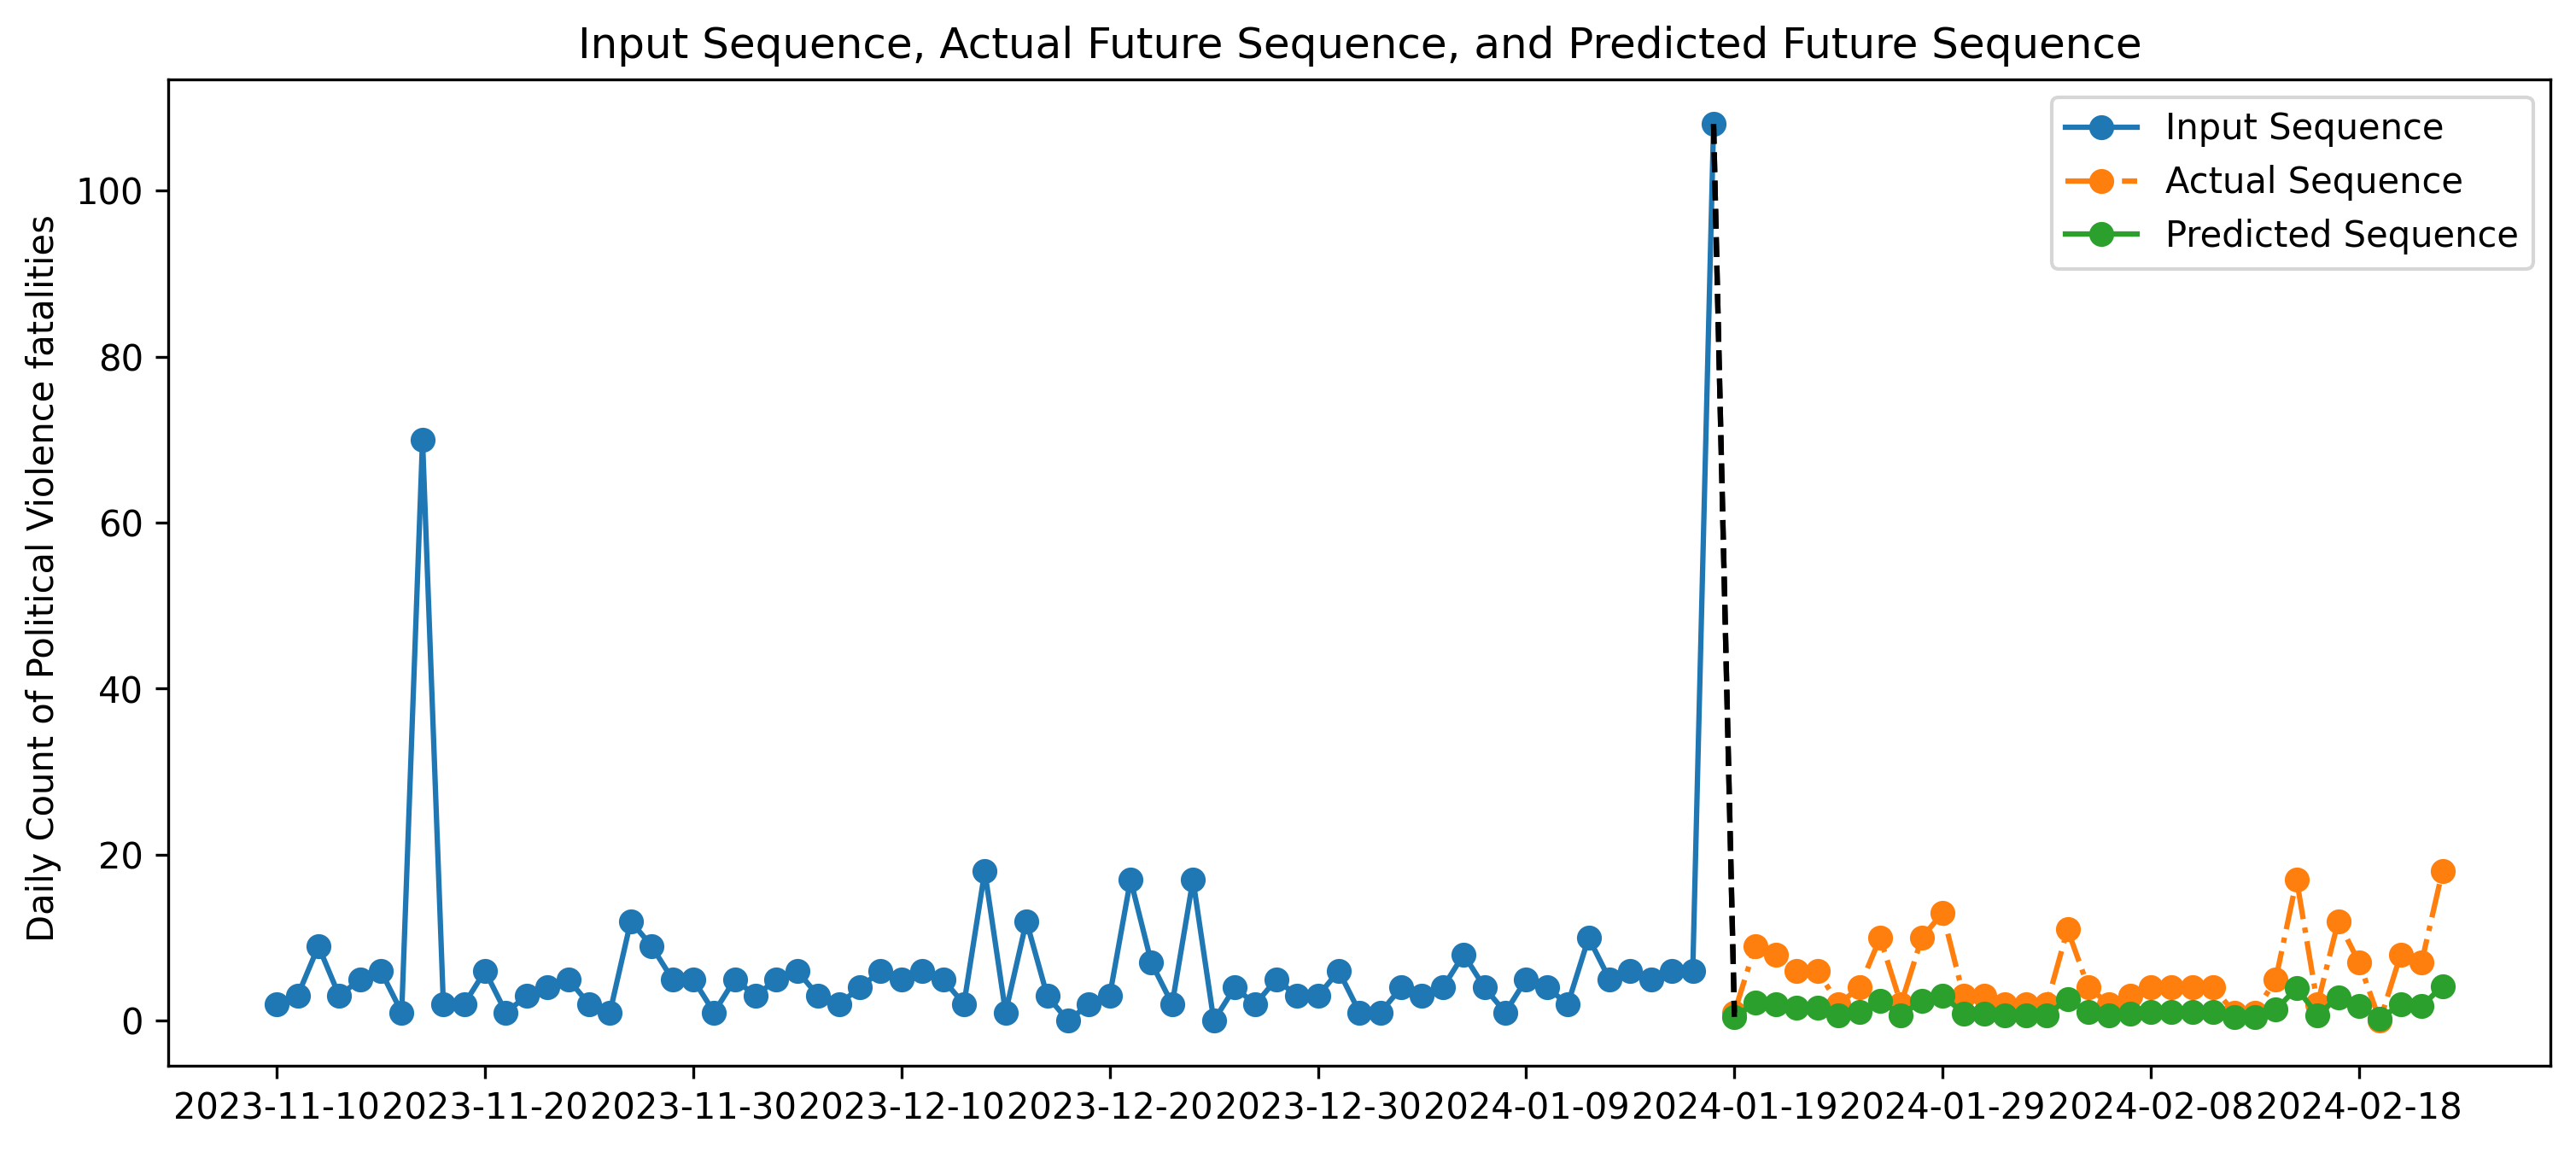 Input Sequence, Actual Future Sequence, and Predicted Future Sequence
Input Sequence
Actual Sequence
Predicted Sequence
Daily Count of Political Violence fatalities
100
80
60
40
20
0
2023-11-10 2023-11-20 2023-11-30 2023-12-10 2023-12-20 2023-12-30 2024-01-09 2024-01-19 2024-01-29 2024-02-08 2024-02-18